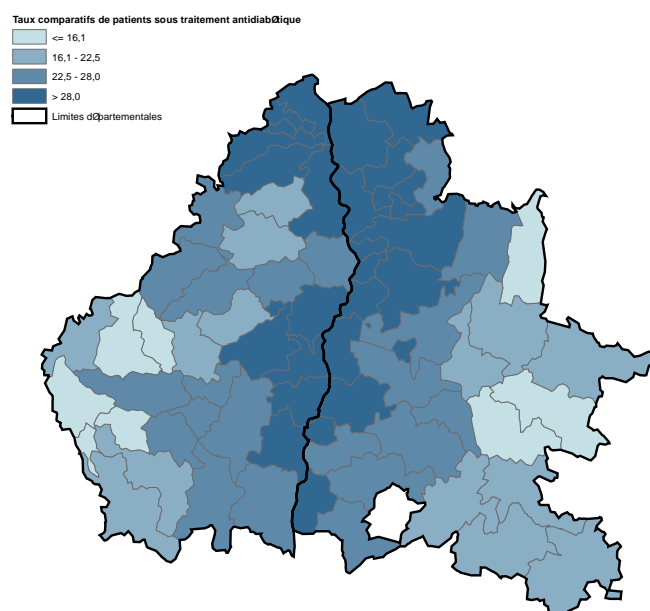 Taux comparatifs de patients sous traitement antidiabØtique
<= 16,1
16,1 - 22,5
22,5 - 28,0
> 28,0
Limites dØpartementales